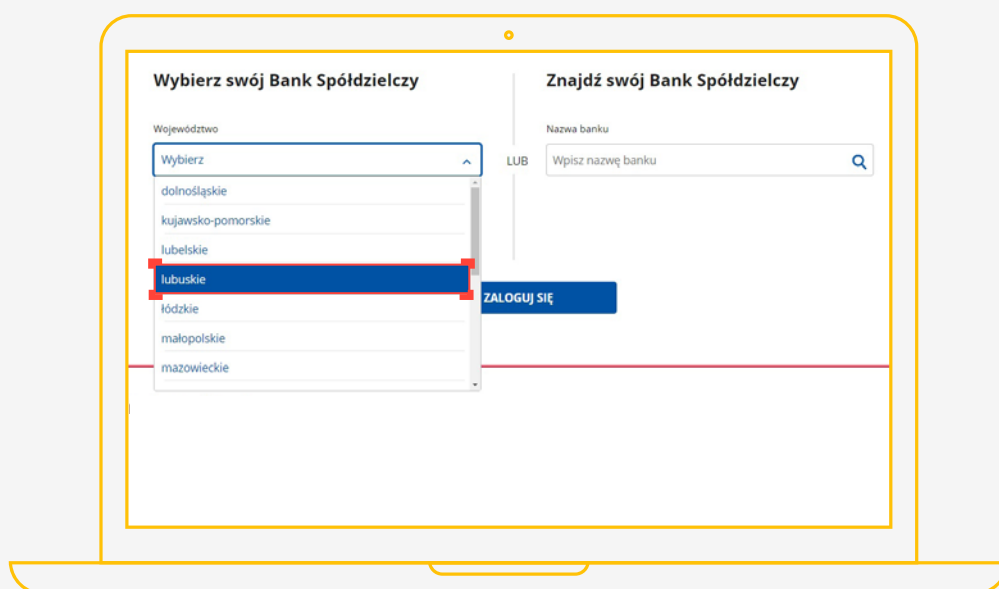 Wybierz swój Bank Spółdzielczy
Województwo
Wybierz
dolnośląskie
kujawsko-pomorskie
lubelskie
lubuskie
łódzkie
małopolskie
mazowieckie
LUB
Znajdź swój Bank Spółdzielczy
Nazwa banku
Wpisz nazwę banku
ZALOGUJ SIĘ